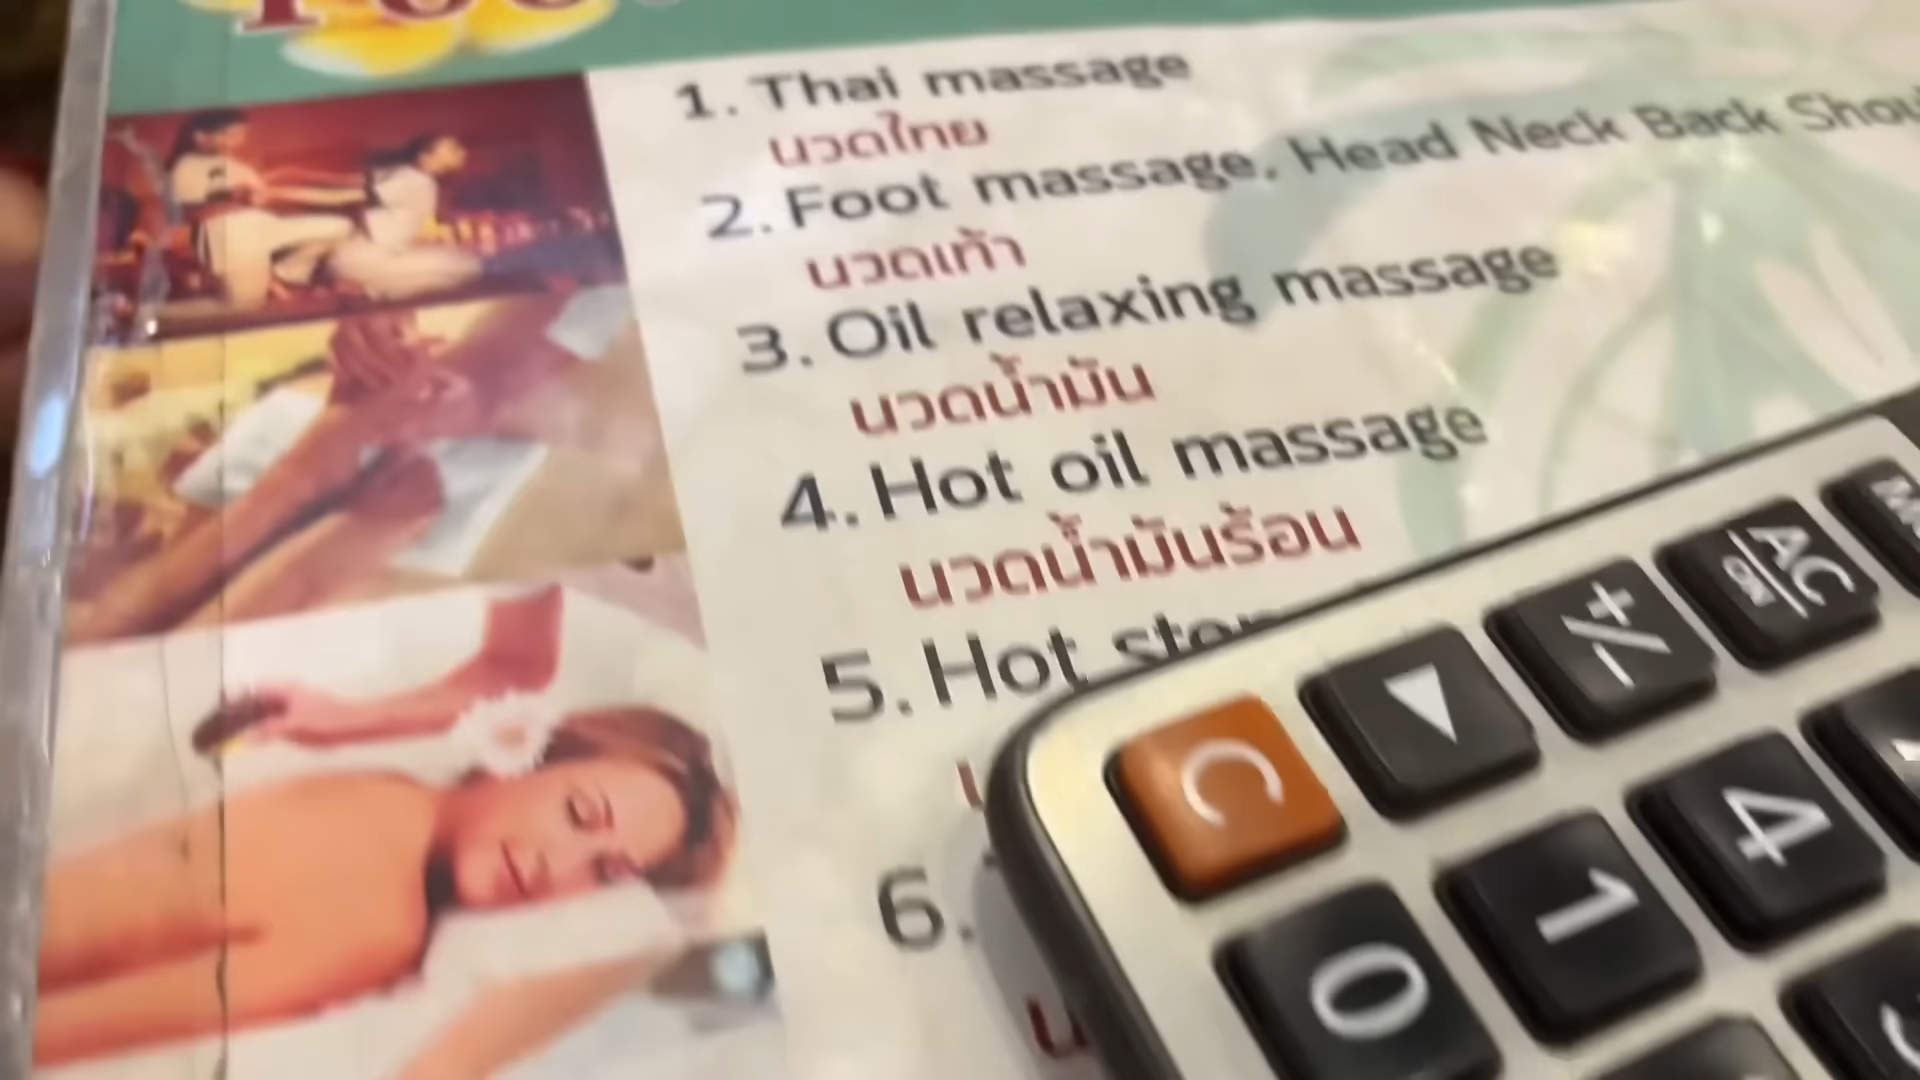 1. Thai massage
นวดไทย
2. Foot massage, Head Neck Back
นวดเท้า
3. Oil relaxing massage
นวดน้ำมัน
4. Hot oil massage
นวดน้ำมันร้อน
5. Hot
6.
AC
ON
+/−
C
4
1
0